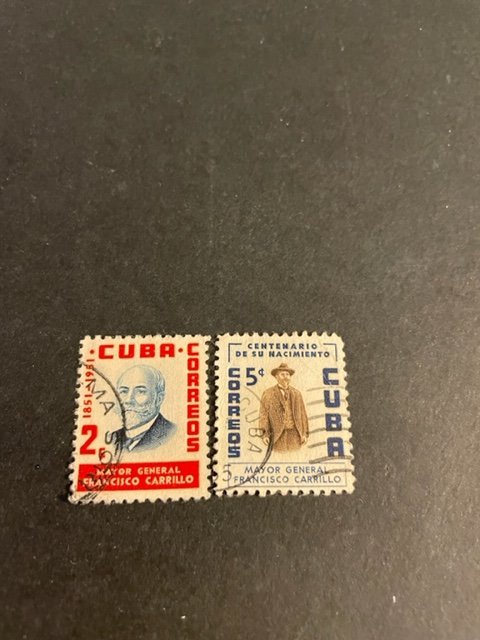 CUBA · CORREOS
1851-1951
2
MAYOR GENERAL
FRANCISCO CARRILLO
CENTENARIO
DE SU NACIMIENTO
CORREOS
5¢
CUBA
MAYOR GENERAL
FRANCISCO CARRILLO
CUBA